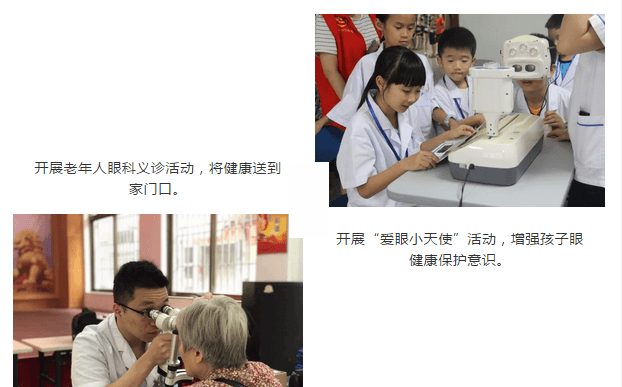 开展老年人眼科义诊活动，将健康送到
家门口。
开展“爱眼小天使”活动，增强孩子眼
健康保护意识。